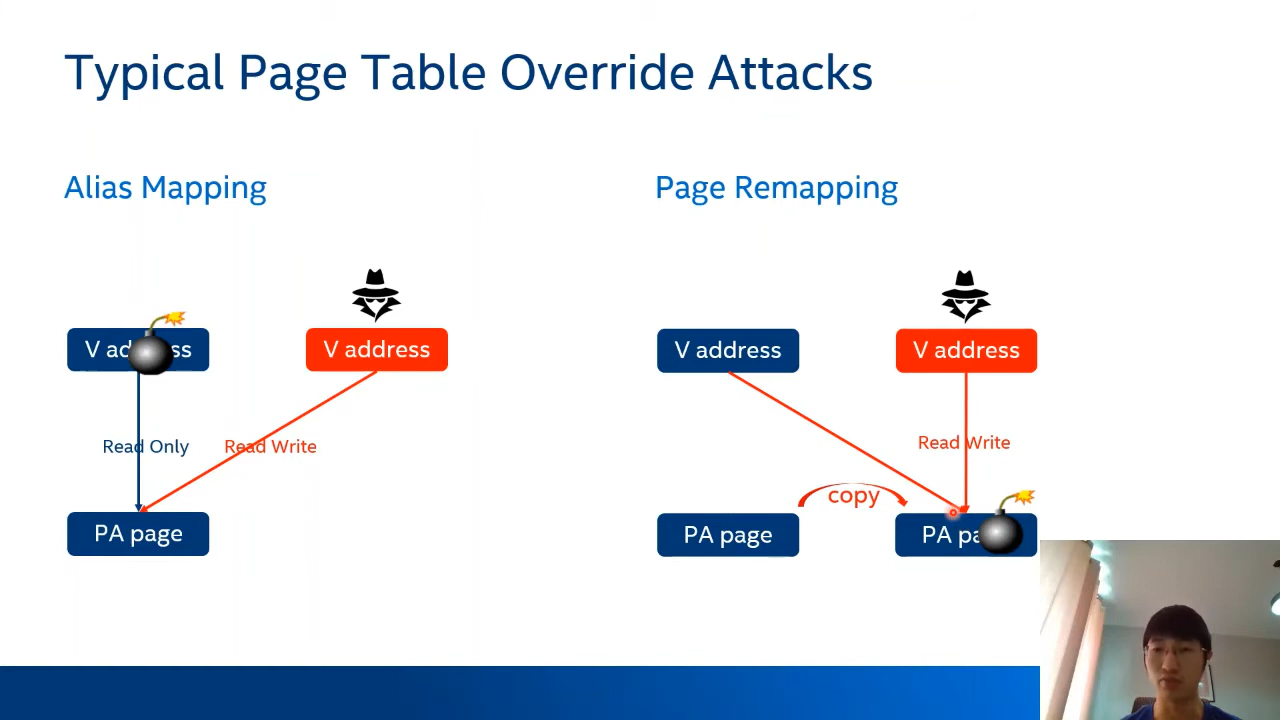 Typical Page Table Override Attacks
Alias Mapping
V address
V address
Read Only
Read Write
PA page
Page Remapping
V address
V address
Read Write
copy
PA page
PA pa